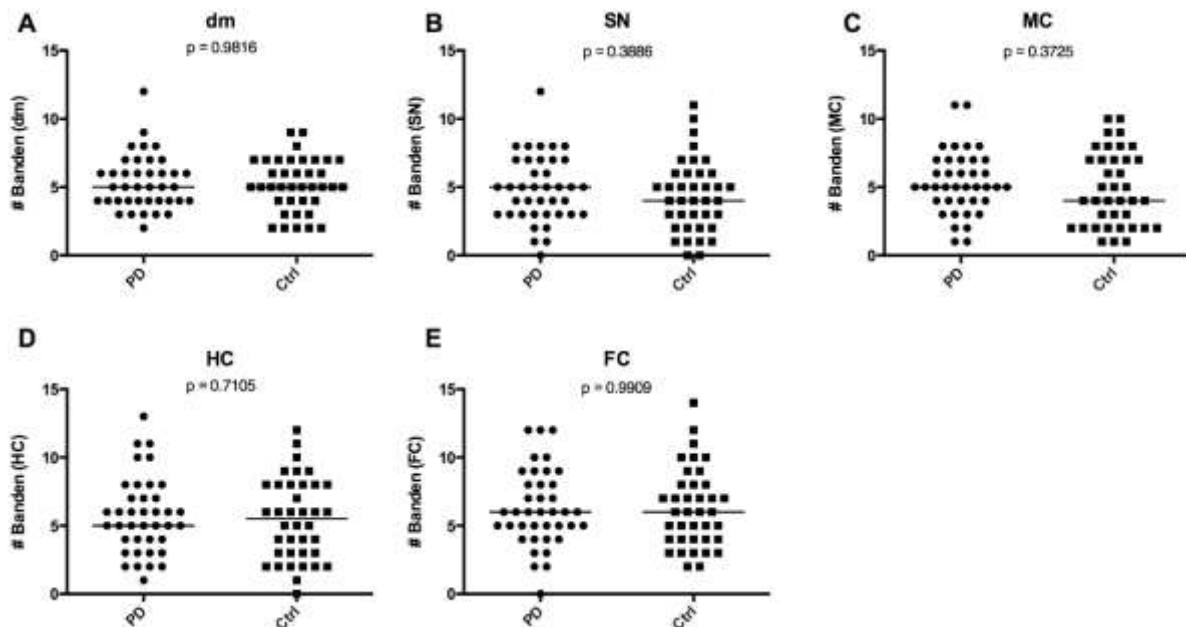 A
dm
p = 0.9816
# Banden (dm)
15
10
5
0
PD
Ctrl
B
SN
p = 0.3886
# Banden (SN)
15
10
5
0
PD
Ctrl
C
MC
p = 0.3725
# Banden (MC)
15
10
5
0
PD
Ctrl
D
HC
p = 0.7105
# Banden (HC)
15
10
5
0
PD
Ctrl
E
FC
p = 0.9909
# Banden (FC)
15
10
5
0
PD
Ctrl